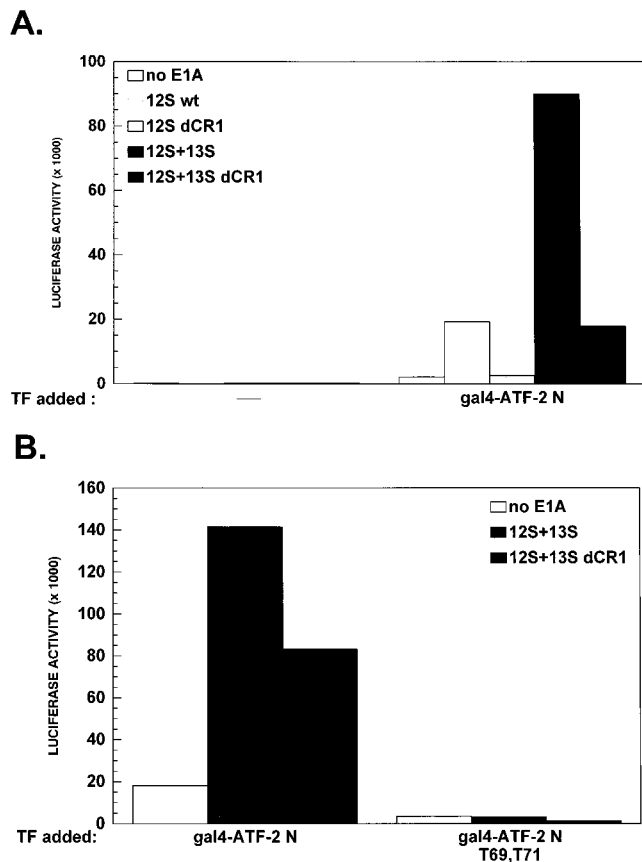 A.
100
80
60
40
20
0
LUCIFERASE ACTIVITY (x 1000)
no E1A
12S wt
12S dCR1
12S+13S
12S+13S dCR1
TF added : — gal4-ATF-2 N
B.
160
140
120
100
80
60
40
20
0
LUCIFERASE ACTIVITY (x 1000)
no E1A
12S+13S
12S+13S dCR1
TF added: gal4-ATF-2 N gal4-ATF-2 N
T69,T71